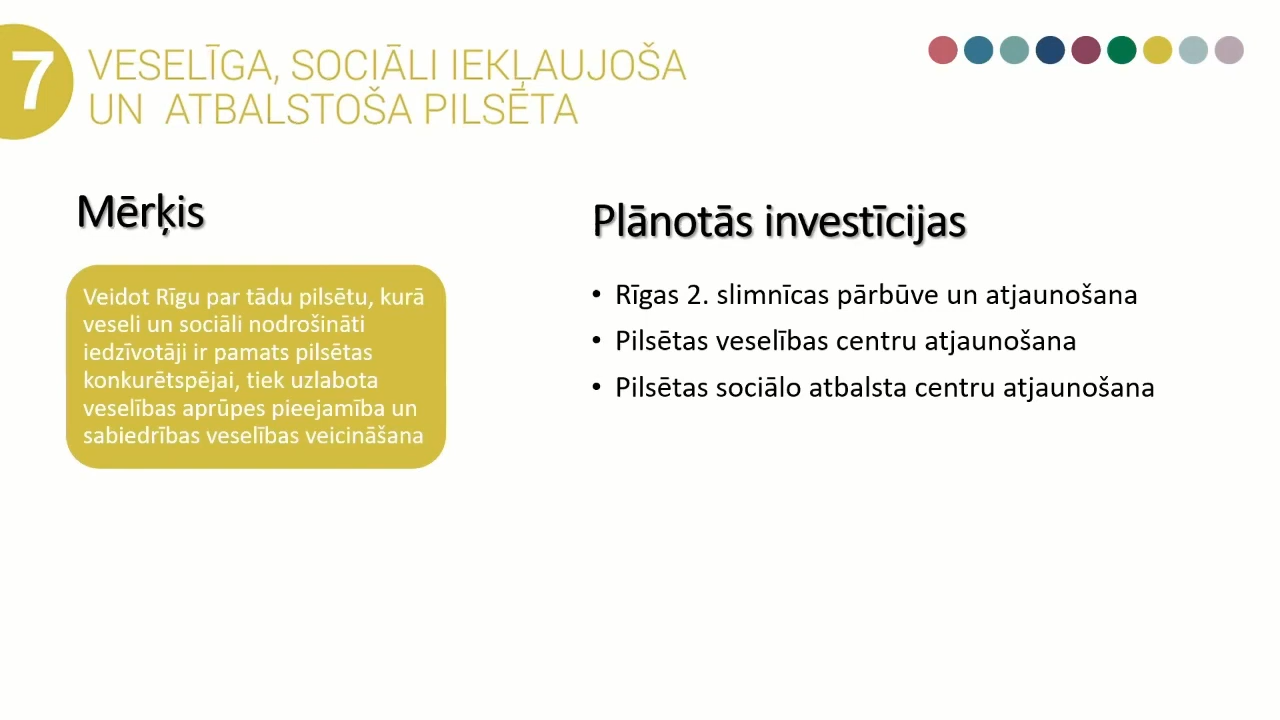 7
VESELĪGA, SOCIĀLI IEKĻAUJOŠA
UN ATBALSTOŠA PILSĒTA
Mērķis
Veidot Rīgu par tādu pilsētu, kurā
veseli un sociāli nodrošināti
iedzīvotāji ir pamats pilsētas
konkurētspējai, tiek uzlabota
veselības aprūpes pieejamība un
sabiedrības veselības veicināšana
Plānotās investīcijas
• Rīgas 2. slimnīcas pārbūve un atjaunošana
• Pilsētas veselības centru atjaunošana
• Pilsētas sociālo atbalsta centru atjaunošana